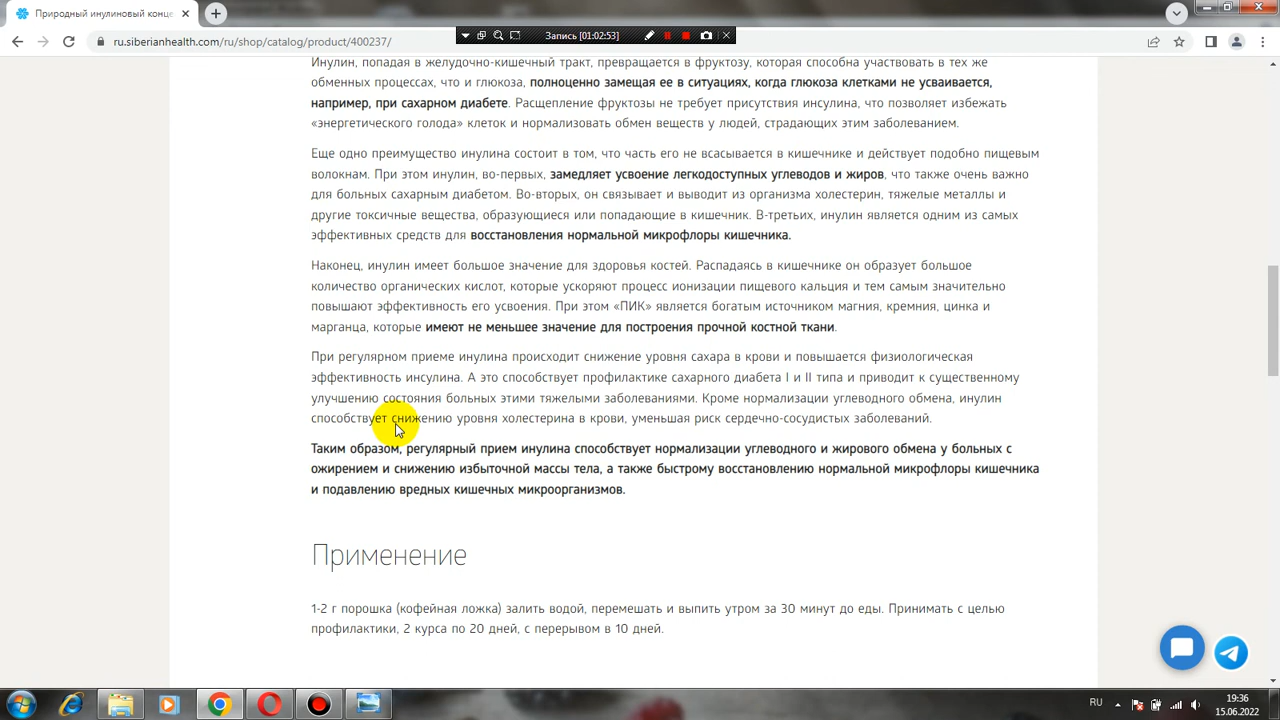 Природный инулиновый конце
ru.siberianhealth.com/ru/shop/catalog/product/400237/
Запись [01:02:53]
Инулин, попадая в желудочно-кишечный тракт, превращается в фруктозу, которая способна участвовать в тех же
обменных процессах, что и глюкоза, полноценно замещая ее в ситуациях, когда глюкоза клетками не усваивается,
например, при сахарном диабете. Расщепление фруктозы не требует присутствия инсулина, что позволяет избежать
«энергетического голода» клеток и нормализовать обмен веществ у людей, страдающих этим заболеванием.
Еще одно преимущество инулина состоит в том, что часть его не всасывается в кишечнике и действует подобно пищевым
волокнам. При этом инулин, во-первых, замедляет усвоение легкодоступных углеводов и жиров, что также очень важно
для больных сахарным диабетом. Во-вторых, он связывает и выводит из организма холестерин, тяжелые металлы и
другие токсичные вещества, образующиеся или попадающие в кишечник. В-третьих, инулин является одним из самых
эффективных средств для восстановления нормальной микрофлоры кишечника.
Наконец, инулин имеет большое значение для здоровья костей. Распадаясь в кишечнике он образует большое
количество органических кислот, которые ускоряют процесс ионизации пищевого кальция и тем самым значительно
повышают эффективность его усвоения. При этом «ПИК» является богатым источником магния, кремния, цинка и
марганца, которые имеют не меньшее значение для построения прочной костной ткани.
При регулярном приеме инулина происходит снижение уровня сахара в крови и повышается физиологическая
эффективность инсулина. А это способствует профилактике сахарного диабета I и II типа и приводит к существенному
улучшению состояния больных этими тяжелыми заболеваниями. Кроме нормализации углеводного обмена, инулин
способствует снижению уровня холестерина в крови, уменьшая риск сердечно-сосудистых заболеваний.
Таким образом, регулярный прием инулина способствует нормализации углеводного и жирового обмена у больных с
ожирением и снижению избыточной массы тела, а также быстрому восстановлению нормальной микрофлоры кишечника
и подавлению вредных кишечных микроорганизмов.
Применение
1-2 г порошка (кофейная ложка) залить водой, перемешать и выпить утром за 30 минут до еды. Принимать с целью
профилактики, 2 курса по 20 дней, с перерывом в 10 дней.
RU
19:36
15.06.2022